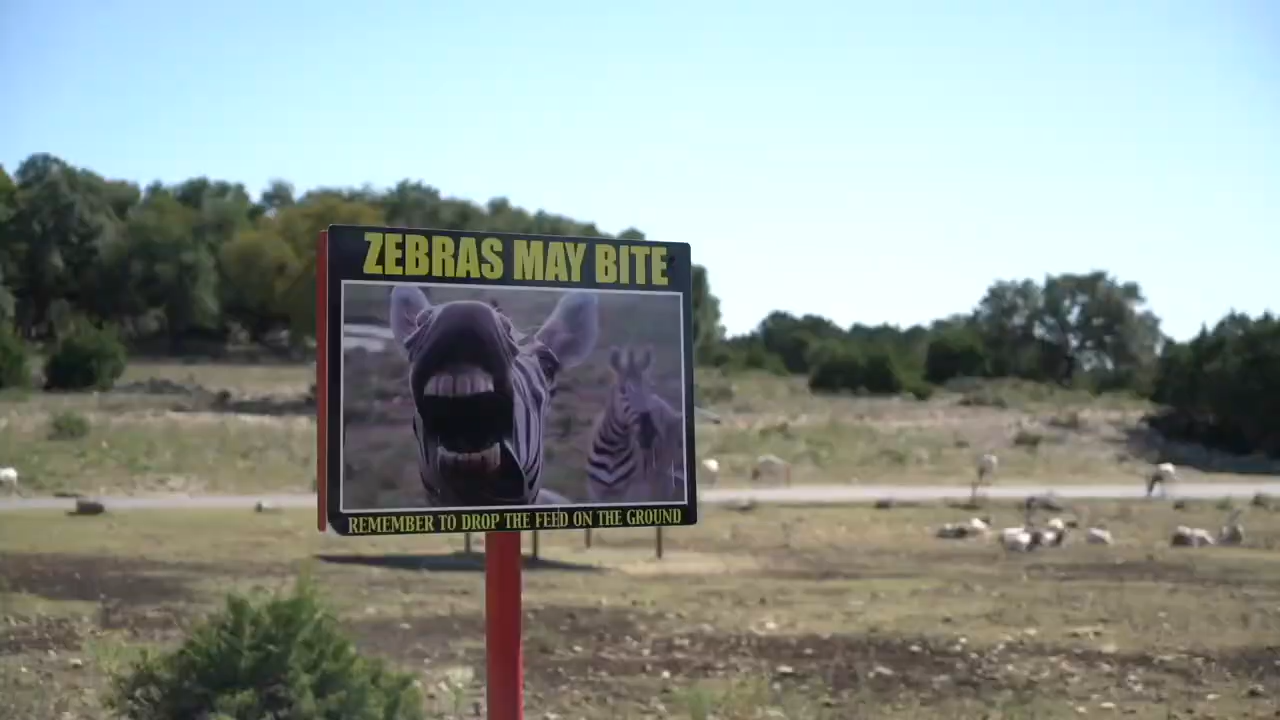 ZEBRAS MAY BITE
REMEMBER TO DROP THE FEED ON THE GROUND